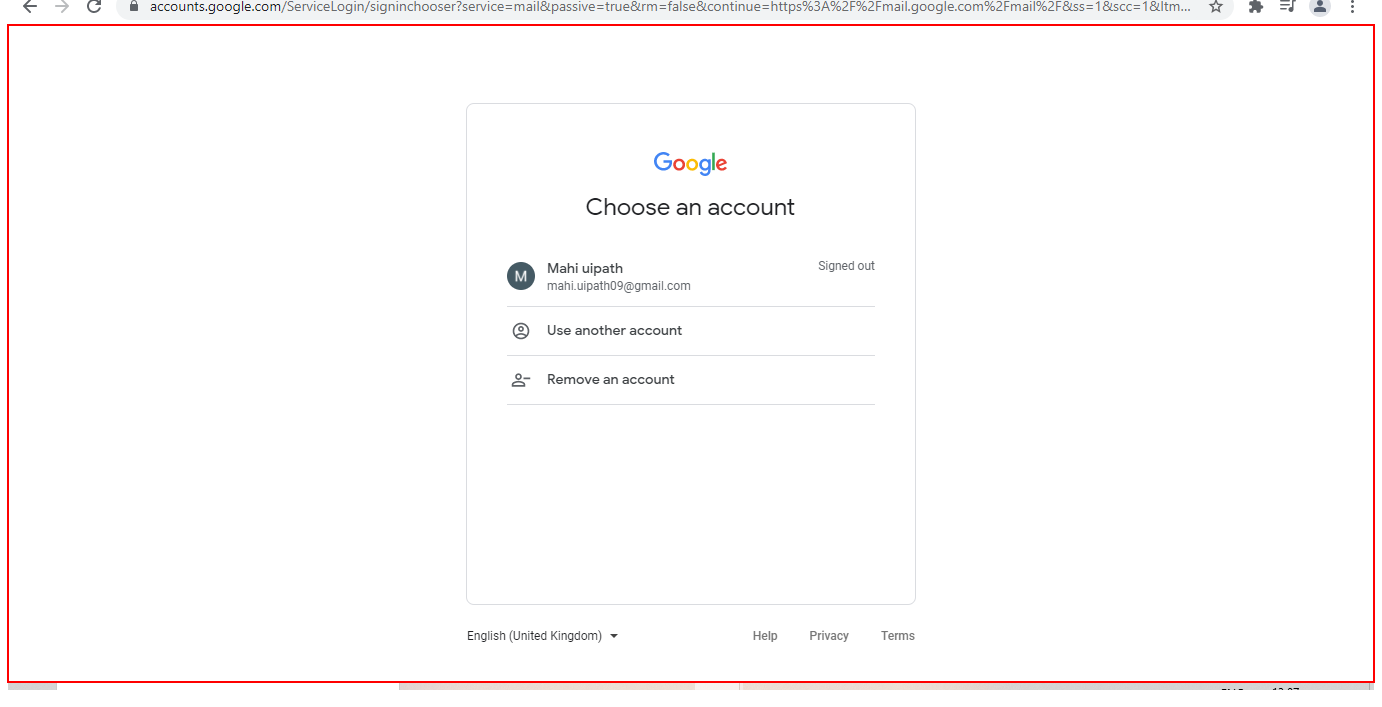 accounts.google.com/ServiceLogin/signinchooser?service=mail&passive=true&rm=false&continue=https%3A%2F%2Fmail.google.com%2Fmail%2F&ss=1&scc=1&ltm...
Google
Choose an account
M
Mahi uipath
Signed out
mahi.uipath09@gmail.com
Use another account
Remove an account
English (United Kingdom)
Help Privacy Terms